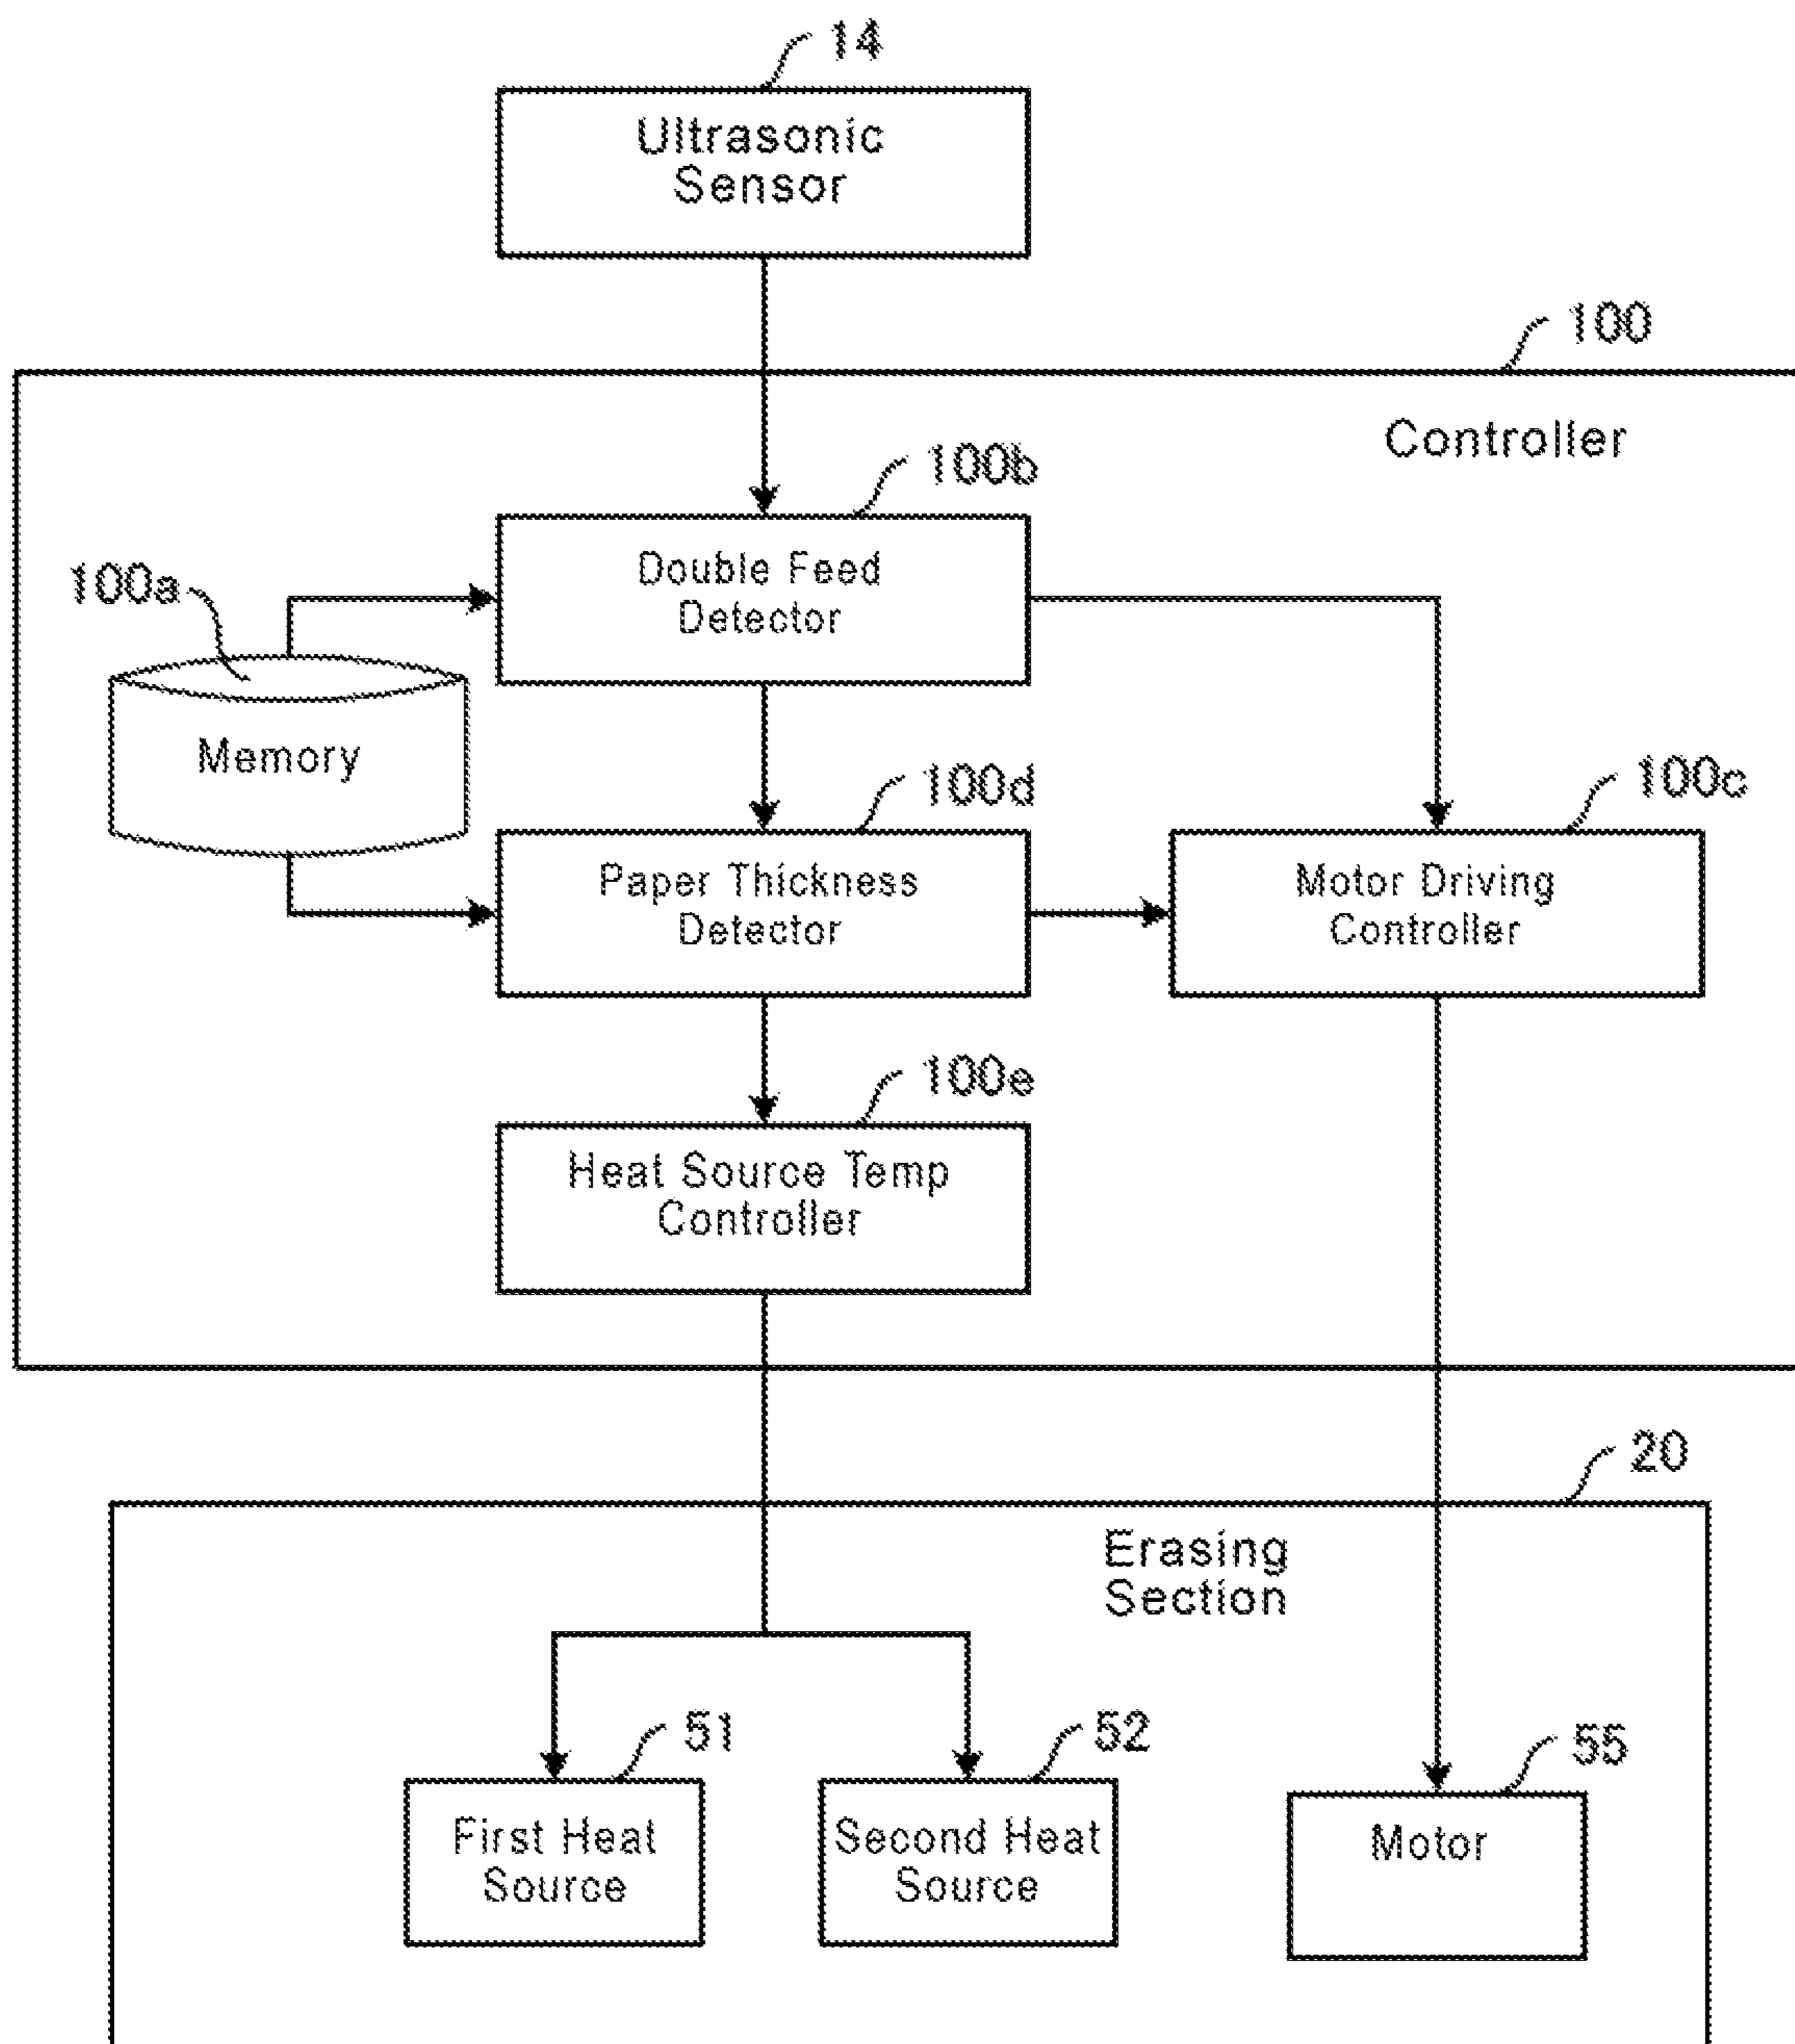 14
Ultrasonic
Sensor
100
Controller
100b
Double Feed
Detector
100a
Memory
100d
Paper Thickness
Detector
100c
Motor Driving
Controller
100e
Heat Source Temp
Controller
20
Erasing
Section
51
First Heat
Source
52
Second Heat
Source
55
Motor